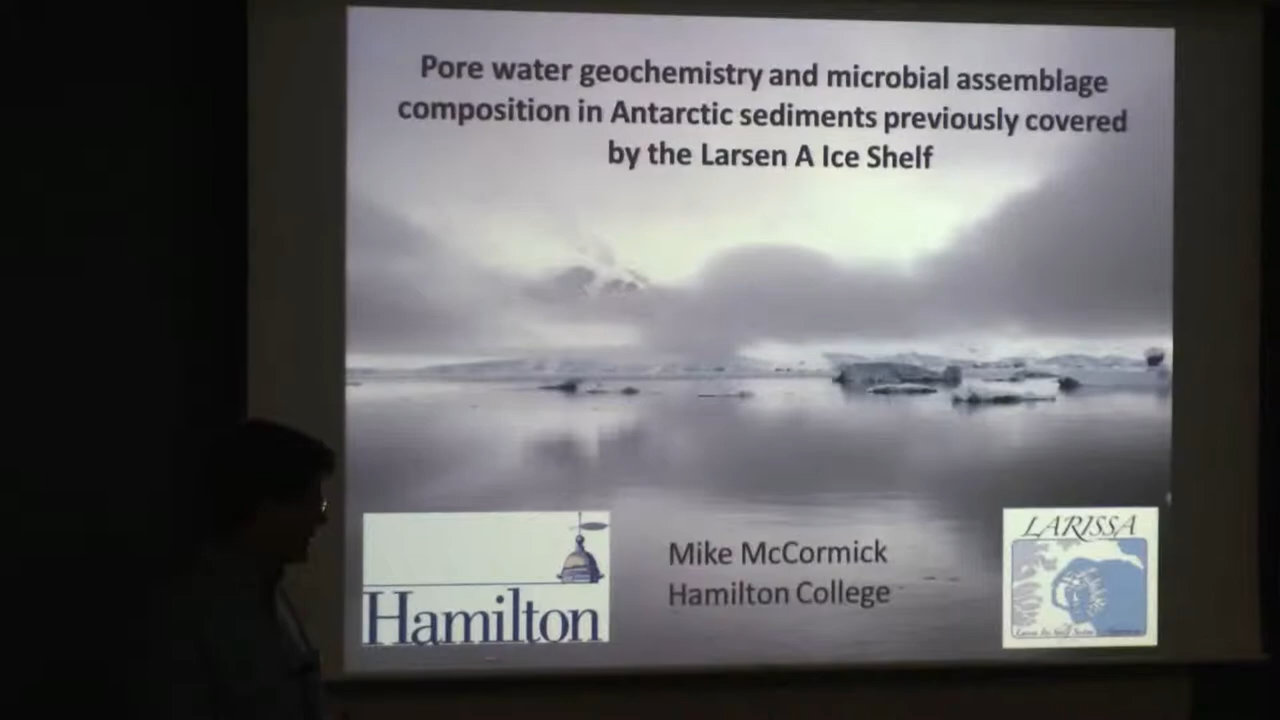 Pore water geochemistry and microbial assemblage
composition in Antarctic sediments previously covered
by the Larsen A Ice Shelf
Mike McCormick
Hamilton College
Hamilton
LARISSA